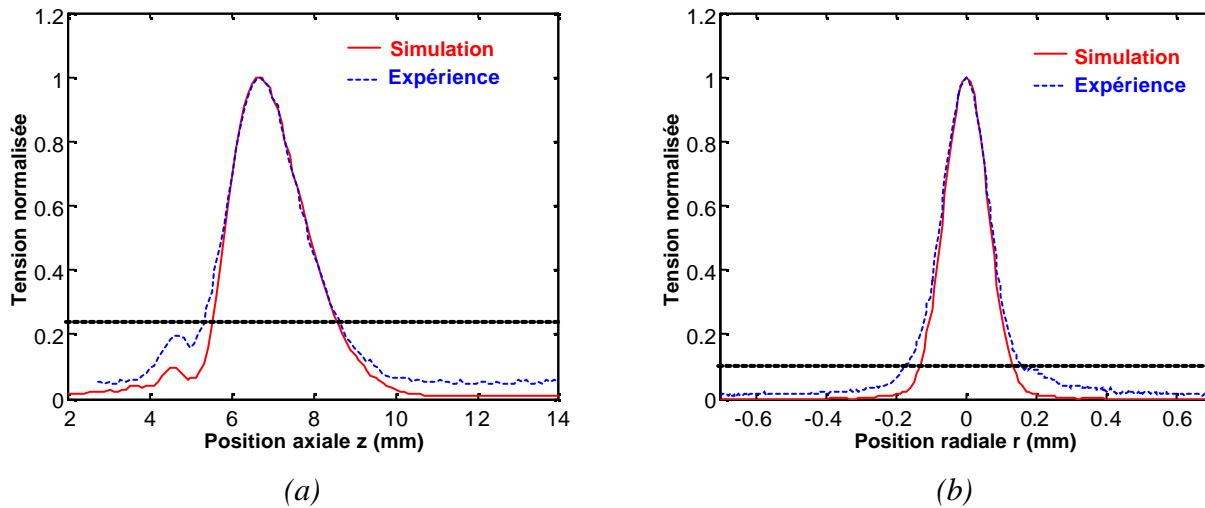 1.2
1
0.8
0.6
0.4
0.2
0
2 4 6 8 10 12 14
Tension normalisée
Position axiale z (mm)
Simulation
Expérience
(a)
1.2
1
0.8
0.6
0.4
0.2
0
-0.6 -0.4 -0.2 0 0.2 0.4 0.6
Tension normalisée
Position radiale r (mm)
Simulation
Expérience
(b)